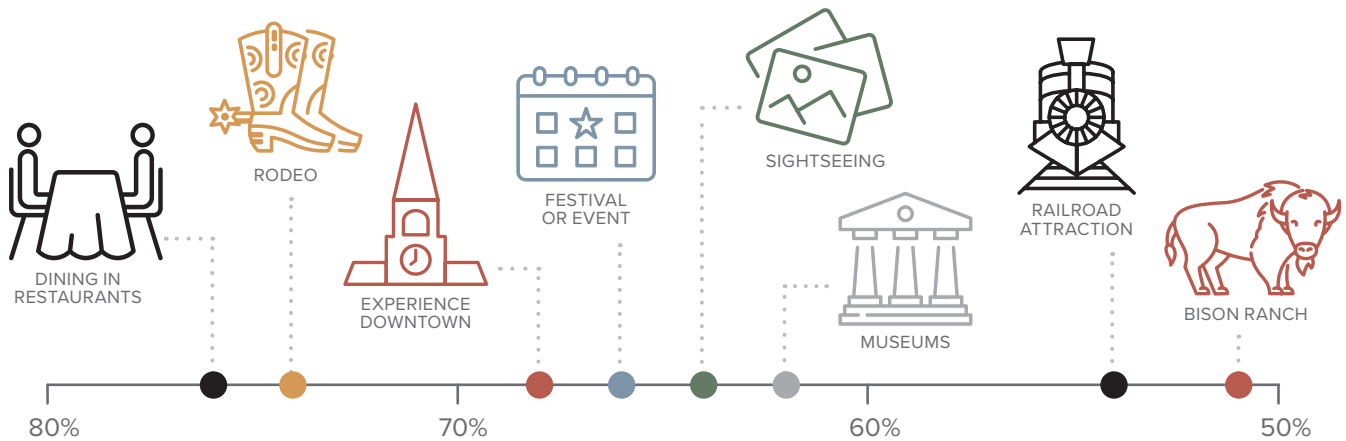 DINING IN
RESTAURANTS
RODEO
EXPERIENCE
DOWNTOWN
FESTIVAL
OR EVENT
SIGHTSEEING
MUSEUMS
RAILROAD
ATTRACTION
BISON RANCH
80%
70%
60%
50%